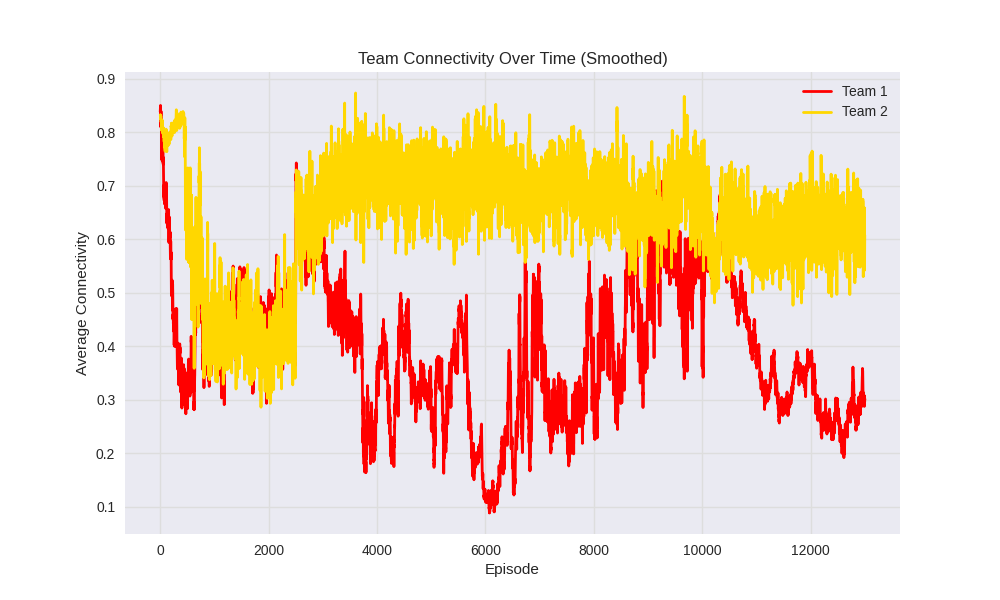 Team Connectivity Over Time (Smoothed)
Team 1
Team 2
Average Connectivity
0.9
0.8
0.7
0.6
0.5
0.4
0.3
0.2
0.1
0 2000 4000 6000 8000 10000 12000
Episode